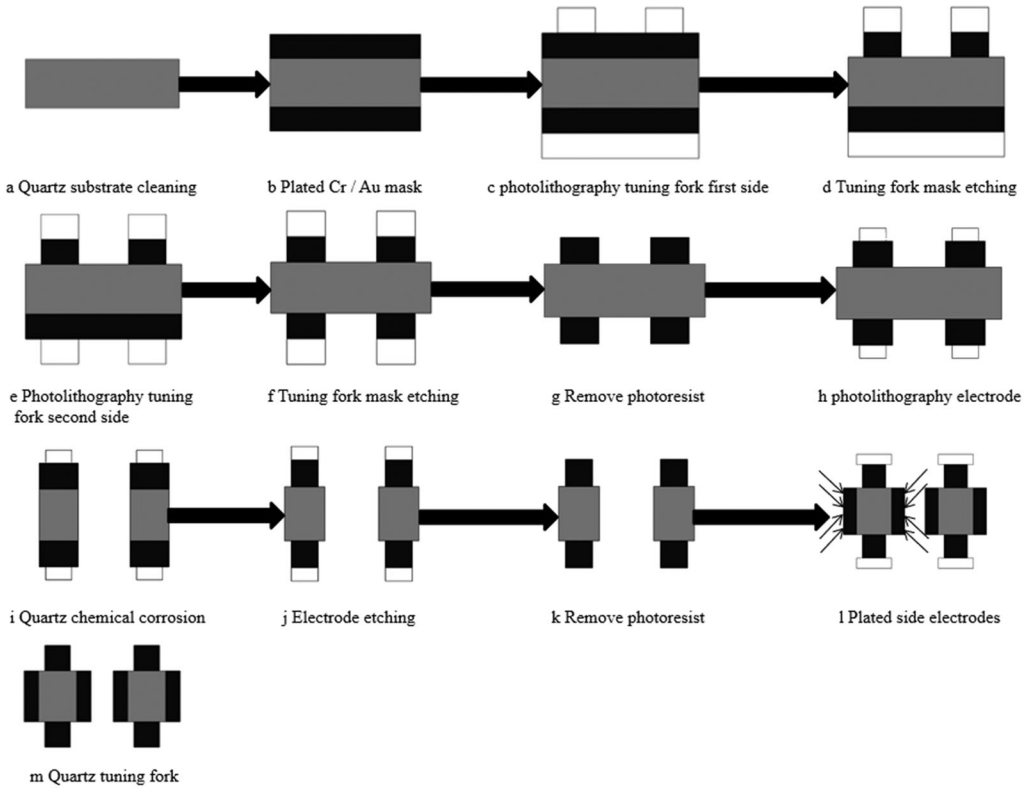 a Quartz substrate cleaning
b Plated Cr / Au mask
c photolithography tuning fork first side
d Tuning fork mask etching
e Photolithography tuning
fork second side
f Tuning fork mask etching
g Remove photoresist
h photolithography electrode
i Quartz chemical corrosion
j Electrode etching
k Remove photoresist
l Plated side electrodes
m Quartz tuning fork